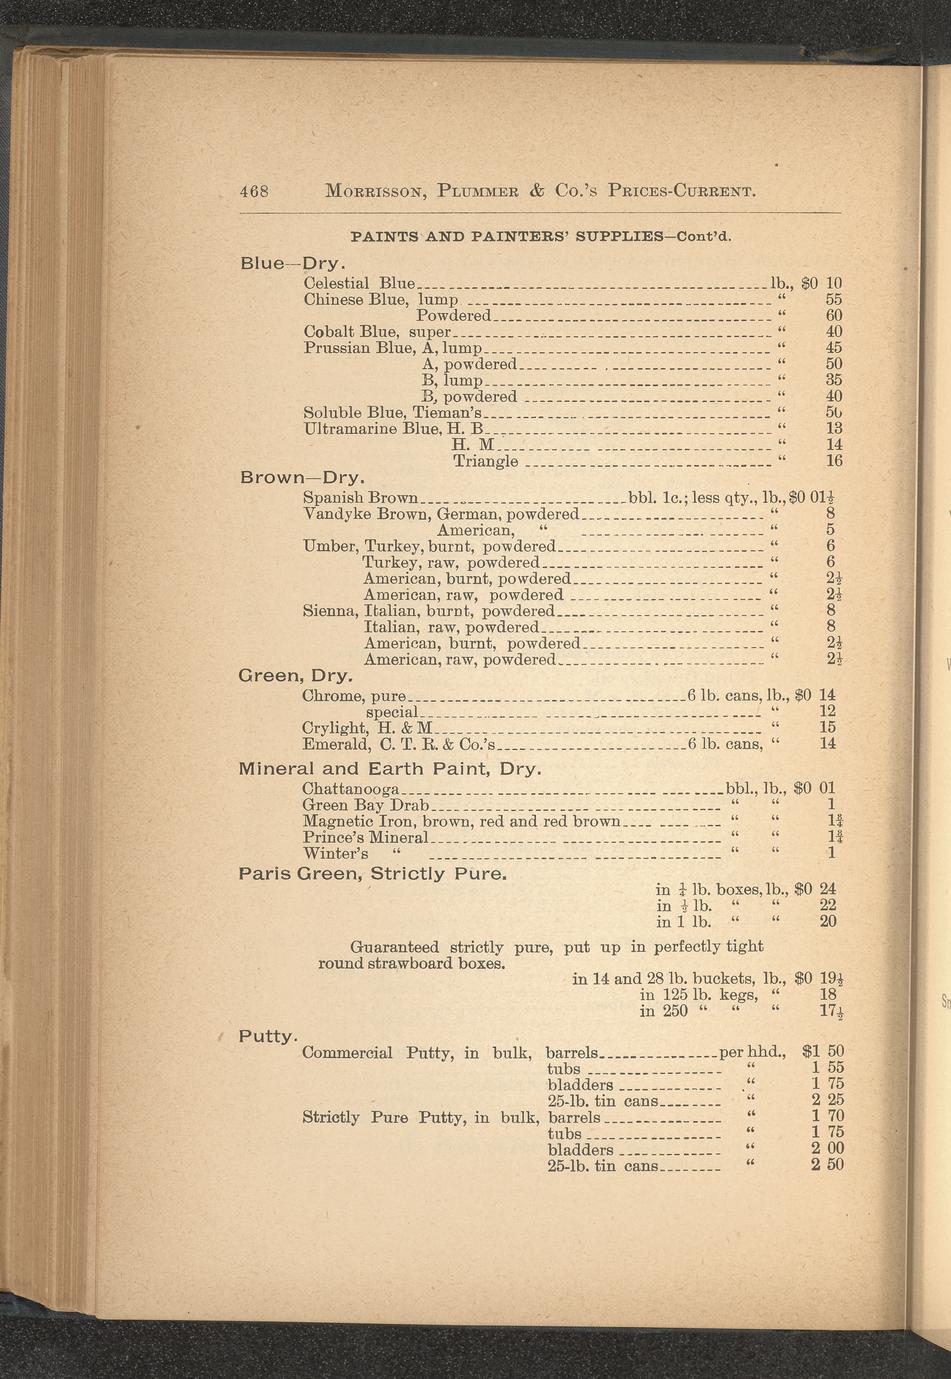 468 MORRISSON, PLUMMER & CO.'S PRICES-CURRENT.
PAINTS AND PAINTERS' SUPPLIES—Cont'd.
Blue—Dry.
Celestial Blue lb., $0 10
Chinese Blue, lump “ 55
Powdered “ 60
Cobalt Blue, super “ 40
Prussian Blue, A, lump “ 45
A, powdered “ 50
B, lump “ 35
B, powdered “ 40
Soluble Blue, Tieman's “ 50
Ultramarine Blue, H. B “ 13
H. M “ 14
Triangle “ 16
Brown—Dry.
Spanish Brown bbl. 1c.; less qty., lb., $0 01½
Vandyke Brown, German, powdered “ 8
American, “ “ 5
Umber, Turkey, burnt, powdered “ 6
Turkey, raw, powdered “ 6
American, burnt, powdered “ 2½
American, raw, powdered “ 2½
Sienna, Italian, burnt, powdered “ 8
Italian, raw, powdered “ 8
American, burnt, powdered “ 2½
American, raw, powdered “ 2½
Green, Dry.
Chrome, pure 6 lb. cans, lb., $0 14
special “ 12
Crylight, H. & M “ 15
Emerald, C. T. R. & Co.'s 6 lb. cans, “ 14
Mineral and Earth Paint, Dry.
Chattanooga bbl., lb., $0 01
Green Bay Drab “ “ 1
Magnetic Iron, brown, red and red brown “ “ 1¾
Prince's Mineral “ “ 1¾
Winter's “ “ “ 1
Paris Green, Strictly Pure.
in ¼ lb. boxes, lb., $0 24
in ½ lb. “ “ 22
in 1 lb. “ “ 20
Guaranteed strictly pure, put up in perfectly tight
round strawboard boxes.
in 14 and 28 lb. buckets, lb., $0 19½
in 125 lb. kegs, “ 18
in 250 “ “ “ 17½
Putty.
Commercial Putty, in bulk, barrels per hhd., $1 50
tubs “ 1 55
bladders “ 1 75
25-lb. tin cans “ 2 25
Strictly Pure Putty, in bulk, barrels “ 1 70
tubs “ 1 75
bladders “ 2 00
25-lb. tin cans “ 2 50